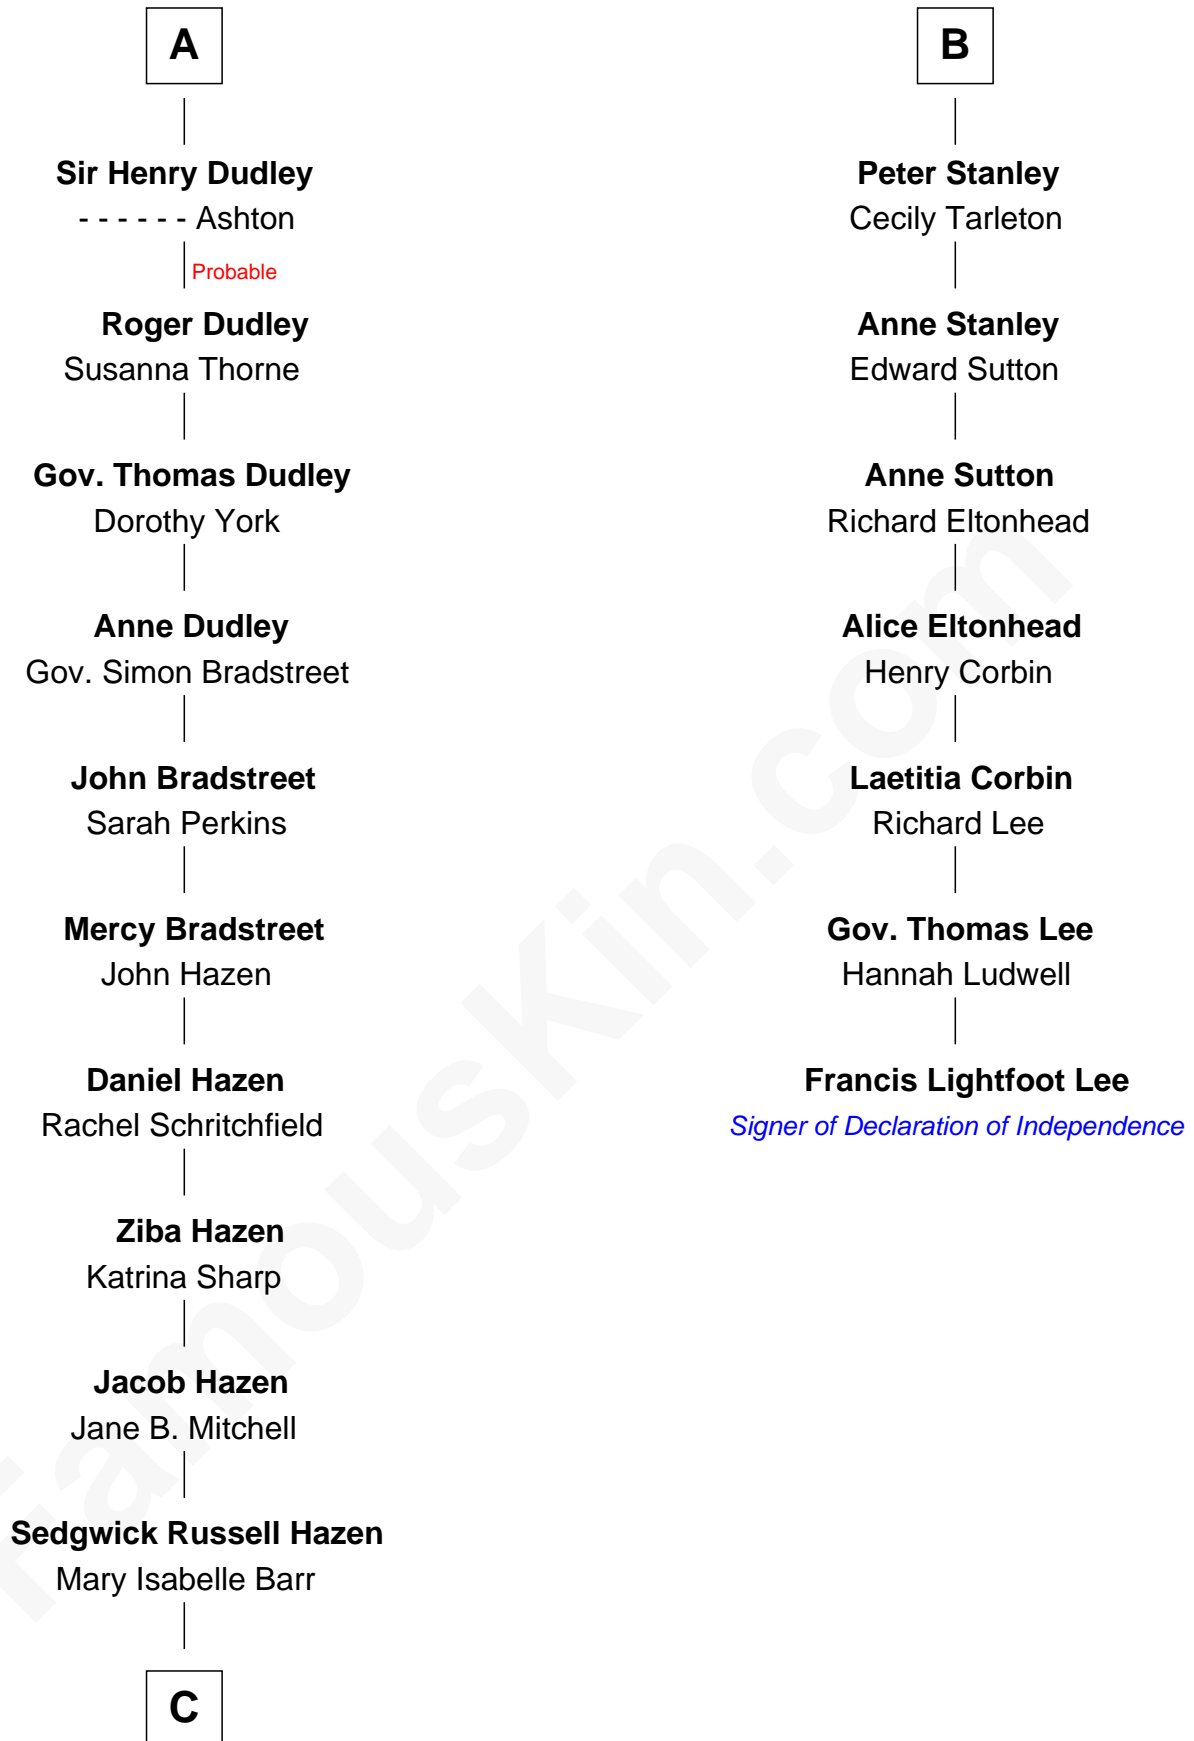 A
Sir Henry Dudley
- - - - - - Ashton
Probable
Roger Dudley
Susanna Thorne
Gov. Thomas Dudley
Dorothy York
Anne Dudley
Gov. Simon Bradstreet
John Bradstreet
Sarah Perkins
Mercy Bradstreet
John Hazen
Daniel Hazen
Rachel Schritchfield
Ziba Hazen
Katrina Sharp
Jacob Hazen
Jane B. Mitchell
Sedgwick Russell Hazen
Mary Isabelle Barr
C
B
Peter Stanley
Cecily Tarleton
Anne Stanley
Edward Sutton
Anne Sutton
Richard Eltonhead
Alice Eltonhead
Henry Corbin
Laetitia Corbin
Richard Lee
Gov. Thomas Lee
Hannah Ludwell
Francis Lightfoot Lee
Signer of Declaration of Independence
FamousKin.com